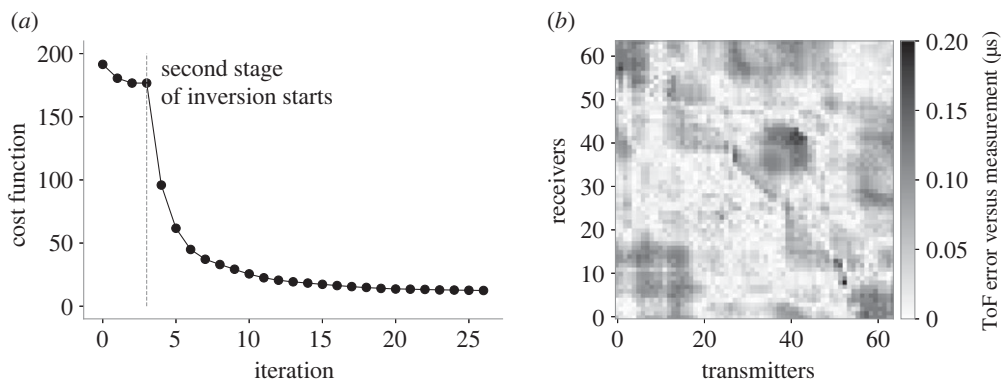 (a)
200
150
100
50
0
cost function
second stage
of inversion starts
0 5 10 15 20 25
iteration
(b)
60
50
40
30
20
10
0
receivers
0 20 40 60
transmitters
0.20
0.15
0.10
0.05
0
ToF error versus measurement (μs)